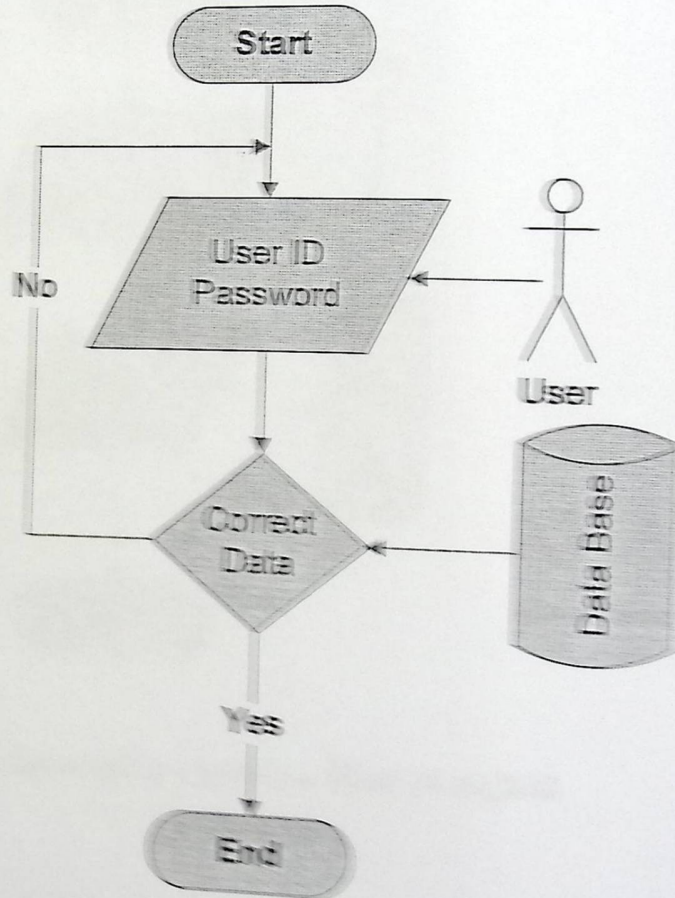 Start
User ID
Password
No
User
Correct
Data
Data Base
Yes
End